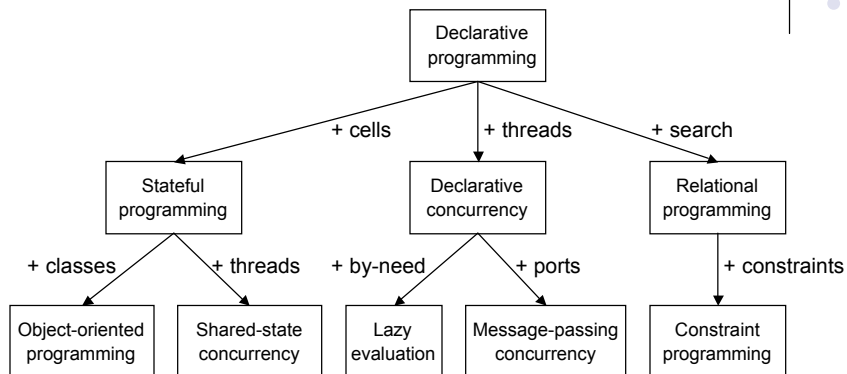 Declarative
programming
+ cells
+ threads
+ search
Stateful
programming
Declarative
concurrency
Relational
programming
+ classes
+ threads
+ by-need
+ ports
+ constraints
Object-oriented
programming
Shared-state
concurrency
Lazy
evaluation
Message-passing
concurrency
Constraint
programming